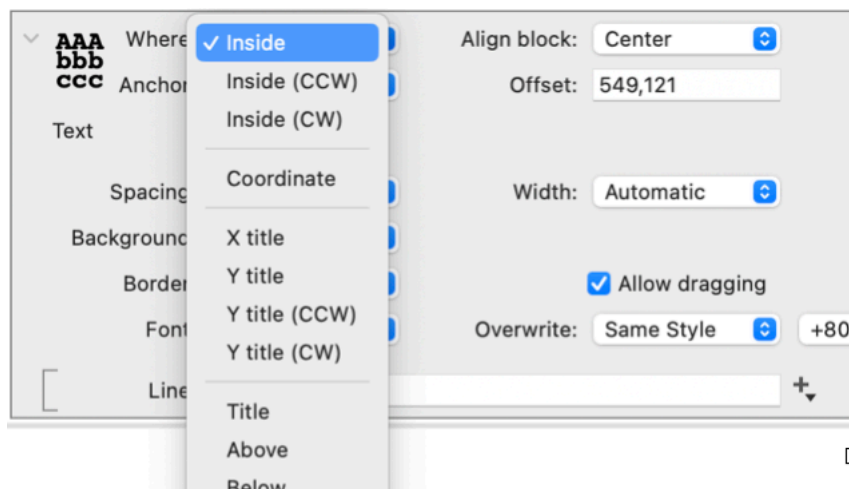 AAA Where ✓ Inside Align block: Center
bbb
ccc Anchor Inside (CCW) Offset: 549,121
Inside (CW)
Text
Coordinate
Spacing Width: Automatic
Background X title
Border Y title Allow dragging
Y title (CCW)
Font Y title (CW) Overwrite: Same Style +80
Line
Title
Above
Below